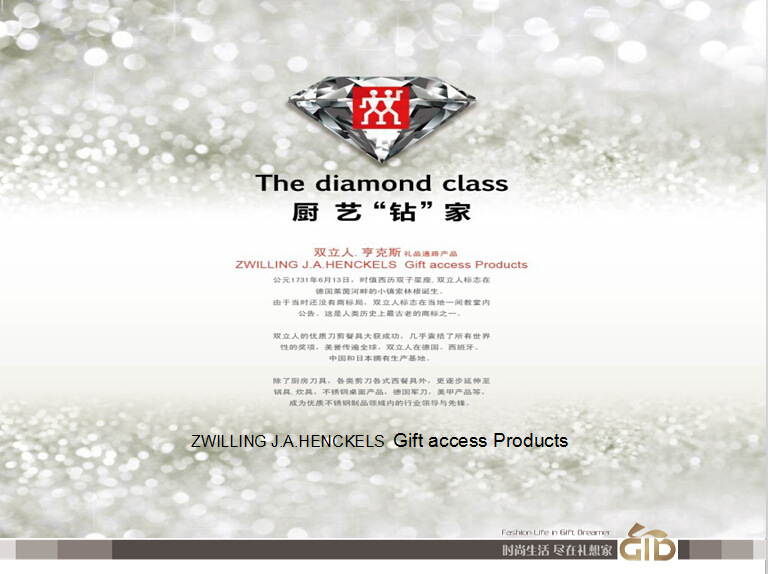 The diamond class
厨 艺 “钻” 家
双立人. 亨克斯 礼品通路产品
ZWILLING J.A.HENCKELS Gift access Products
公元1731年6月13日，时值西历双子星座, 双立人标志在
德国莱茵河畔的小镇索林根诞生。
由于当时还没有商标局，双立人标志在当地一间教堂内
公告。这是人类历史上最古老的商标之一。
双立人的优质刀剪餐具大获成功，几乎囊括了所有世界
性的奖项，美誉传遍全球。双立人在德国、西班牙、
中国和日本拥有生产基地。
除了厨房刀具，各类剪刀各式西餐具外，更逐步延伸至
锅具,炊具，不锈钢桌面产品，德国军刀，美甲产品等，
成为优质不锈钢制品领域内的行业领导与先锋。
ZWILLING J.A.HENCKELS Gift access Products
Fashion Life in Gift Dreamer
时尚生活 尽在礼想家
GID